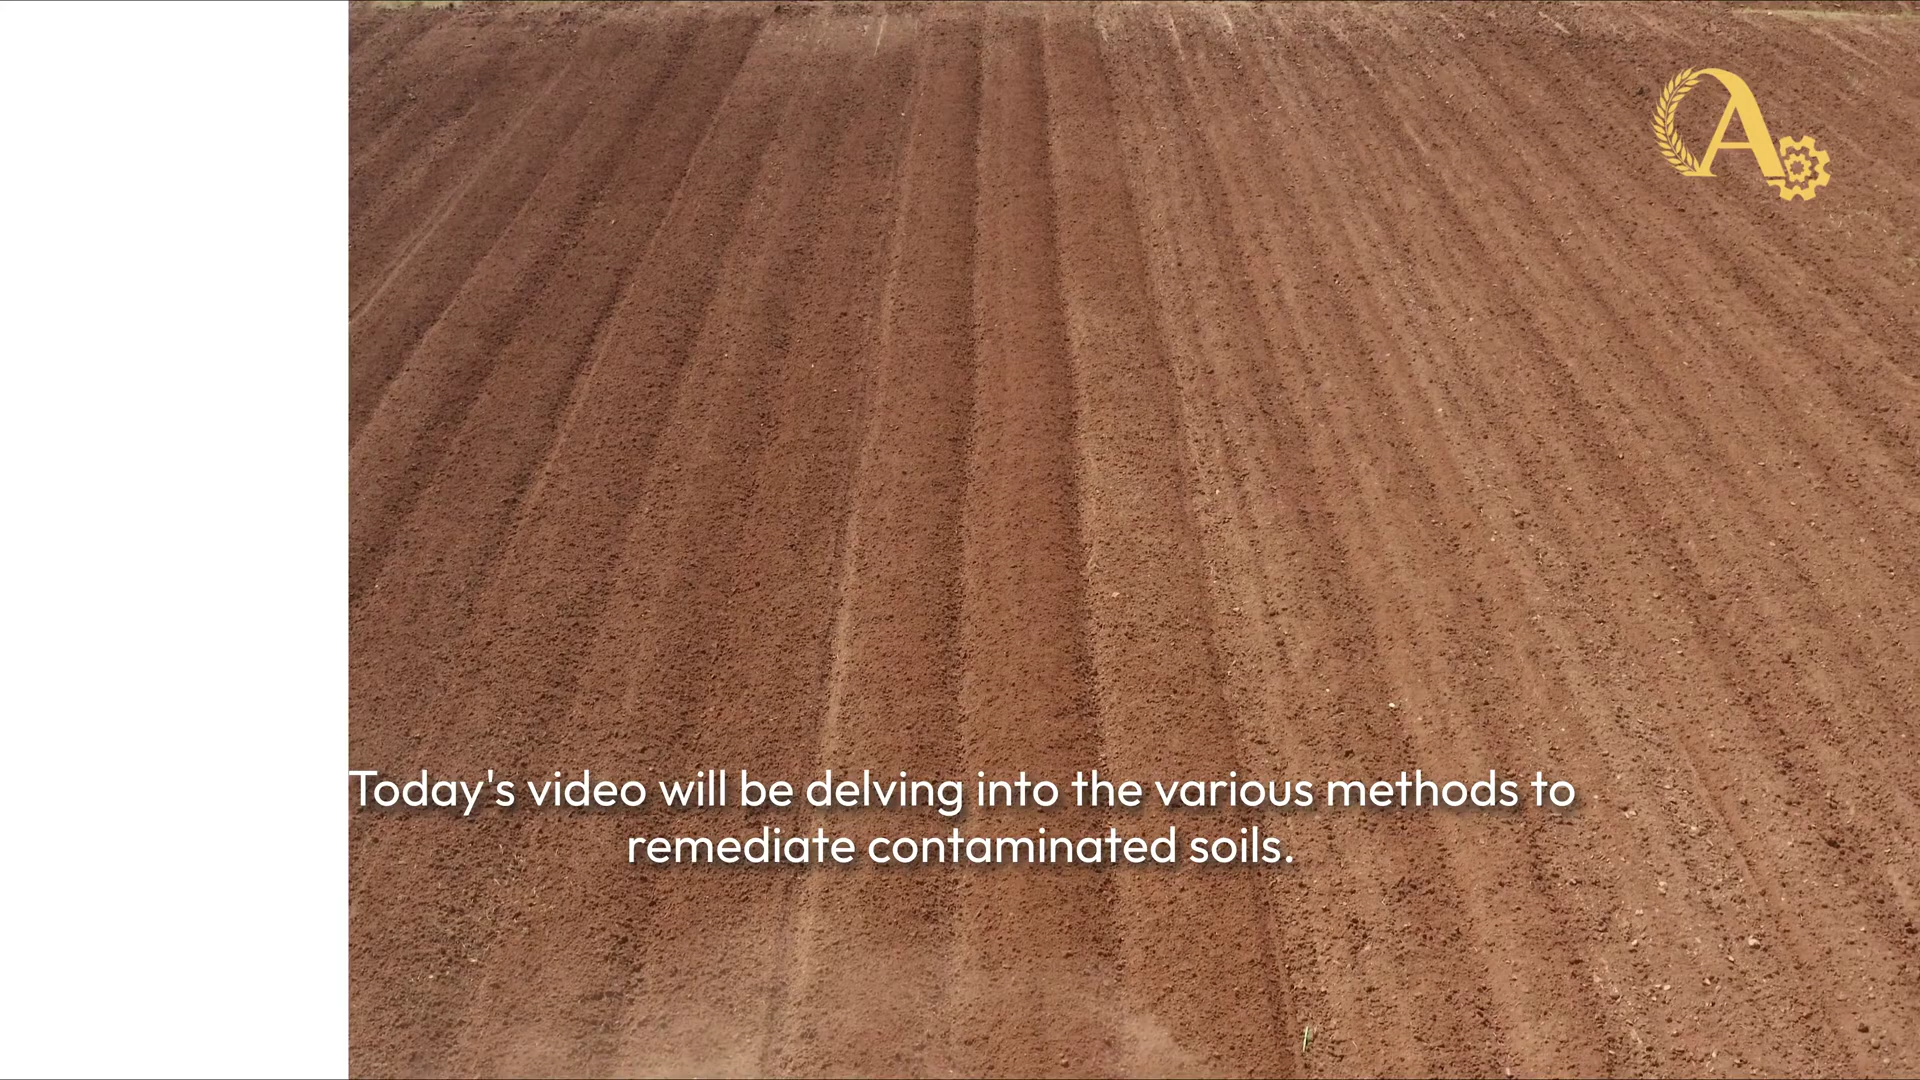 A
Today's video will be delving into the various methods to
remediate contaminated soils.